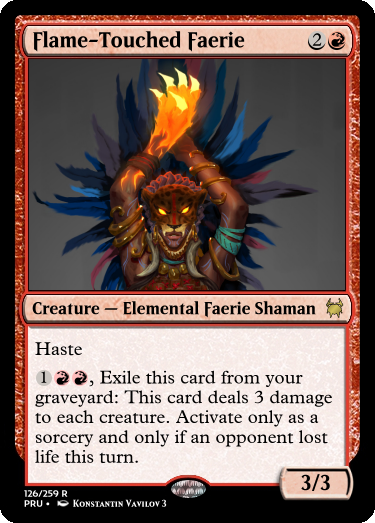 Flame-Touched Faerie 2
Creature — Elemental Faerie Shaman
Haste
1, Exile this card from your
graveyard: This card deals 3 damage
to each creature. Activate only as a
sorcery and only if an opponent lost
life this turn.
3/3
126/259 R
PRU • Konstantin Vavilov 3